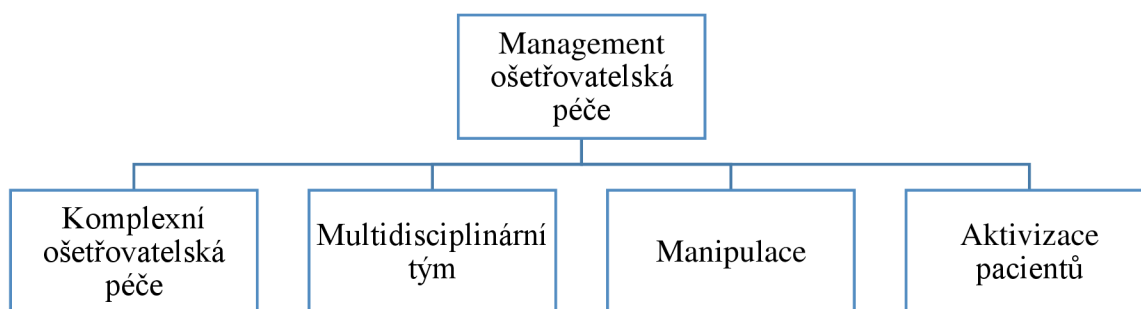 Management
ošetřovatelská
péče
Komplexní
ošetřovatelská
péče
Multidisciplinární
tým
Manipulace
Aktivizace
pacientů